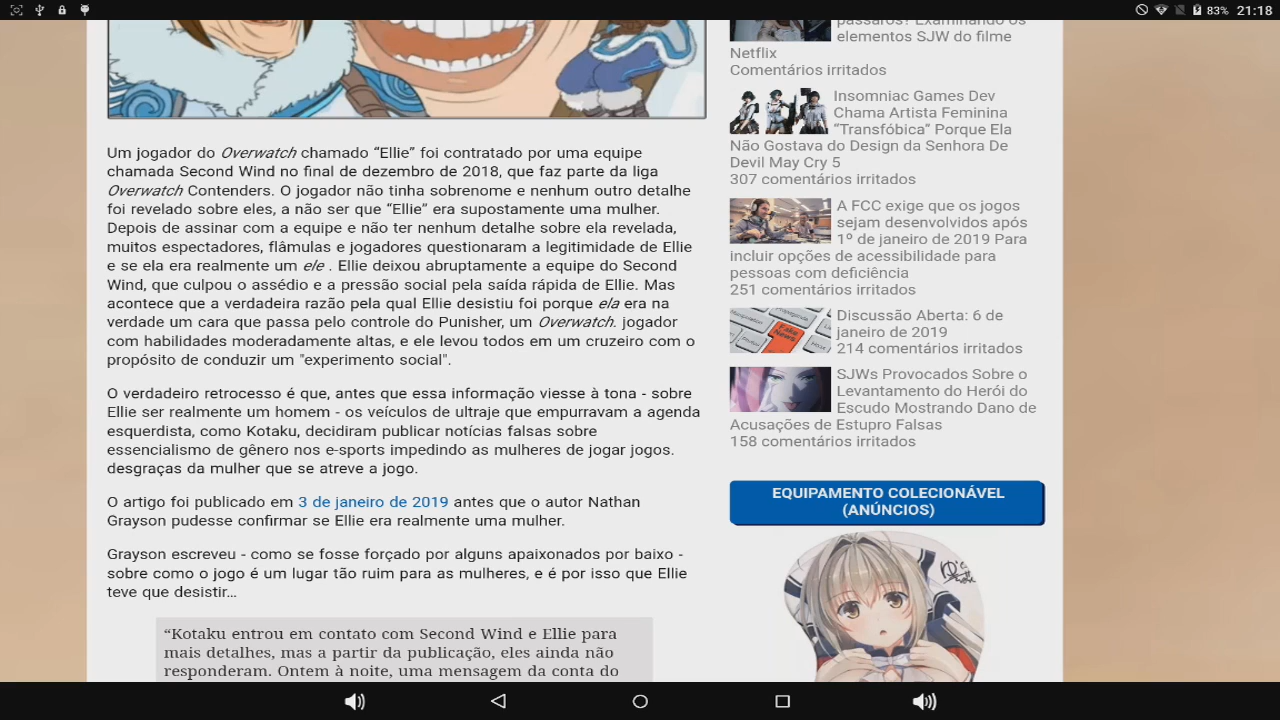 83% 21:18
Um jogador do Overwatch chamado “Ellie” foi contratado por uma equipe
chamada Second Wind no final de dezembro de 2018, que faz parte da liga
Overwatch Contenders. O jogador não tinha sobrenome e nenhum outro detalhe
foi revelado sobre eles, a não ser que “Ellie” era supostamente uma mulher.
Depois de assinar com a equipe e não ter nenhum detalhe sobre ela revelada,
muitos espectadores, flâmulas e jogadores questionaram a legitimidade de Ellie
e se ela era realmente um ele . Ellie deixou abruptamente a equipe do Second
Wind, que culpou o assédio e a pressão social pela saída rápida de Ellie. Mas
acontece que a verdadeira razão pela qual Ellie desistiu foi porque ela era na
verdade um cara que passa pelo controle do Punisher, um Overwatch. jogador
com habilidades moderadamente altas, e ele levou todos em um cruzeiro com o
propósito de conduzir um "experimento social".
O verdadeiro retrocesso é que, antes que essa informação viesse à tona - sobre
Ellie ser realmente um homem - os veículos de ultraje que empurravam a agenda
esquerdista, como Kotaku, decidiram publicar notícias falsas sobre
essencialismo de gênero nos e-sports impedindo as mulheres de jogar jogos.
desgraças da mulher que se atreve a jogo.
O artigo foi publicado em 3 de janeiro de 2019 antes que o autor Nathan
Grayson pudesse confirmar se Ellie era realmente uma mulher.
Grayson escreveu - como se fosse forçado por alguns apaixonados por baixo -
sobre como o jogo é um lugar tão ruim para as mulheres, e é por isso que Ellie
teve que desistir...
“Kotaku entrou em contato com Second Wind e Ellie para
mais detalhes, mas a partir da publicação, eles ainda não
responderam. Ontem à noite, uma mensagem da conta do
pássaros? Examinando os
elementos SJW do filme
Netflix
Comentários irritados
Insomniac Games Dev
Chama Artista Feminina
“Transfóbica” Porque Ela
Não Gostava do Design da Senhora De
Devil May Cry 5
307 comentários irritados
A FCC exige que os jogos
sejam desenvolvidos após
1º de janeiro de 2019 Para
incluir opções de acessibilidade para
pessoas com deficiência
251 comentários irritados
Discussão Aberta: 6 de
janeiro de 2019
214 comentários irritados
SJWs Provocados Sobre o
Levantamento do Herói do
Escudo Mostrando Dano de
Acusações de Estupro Falsas
158 comentários irritados
EQUIPAMENTO COLECIONÁVEL
(ANÚNCIOS)